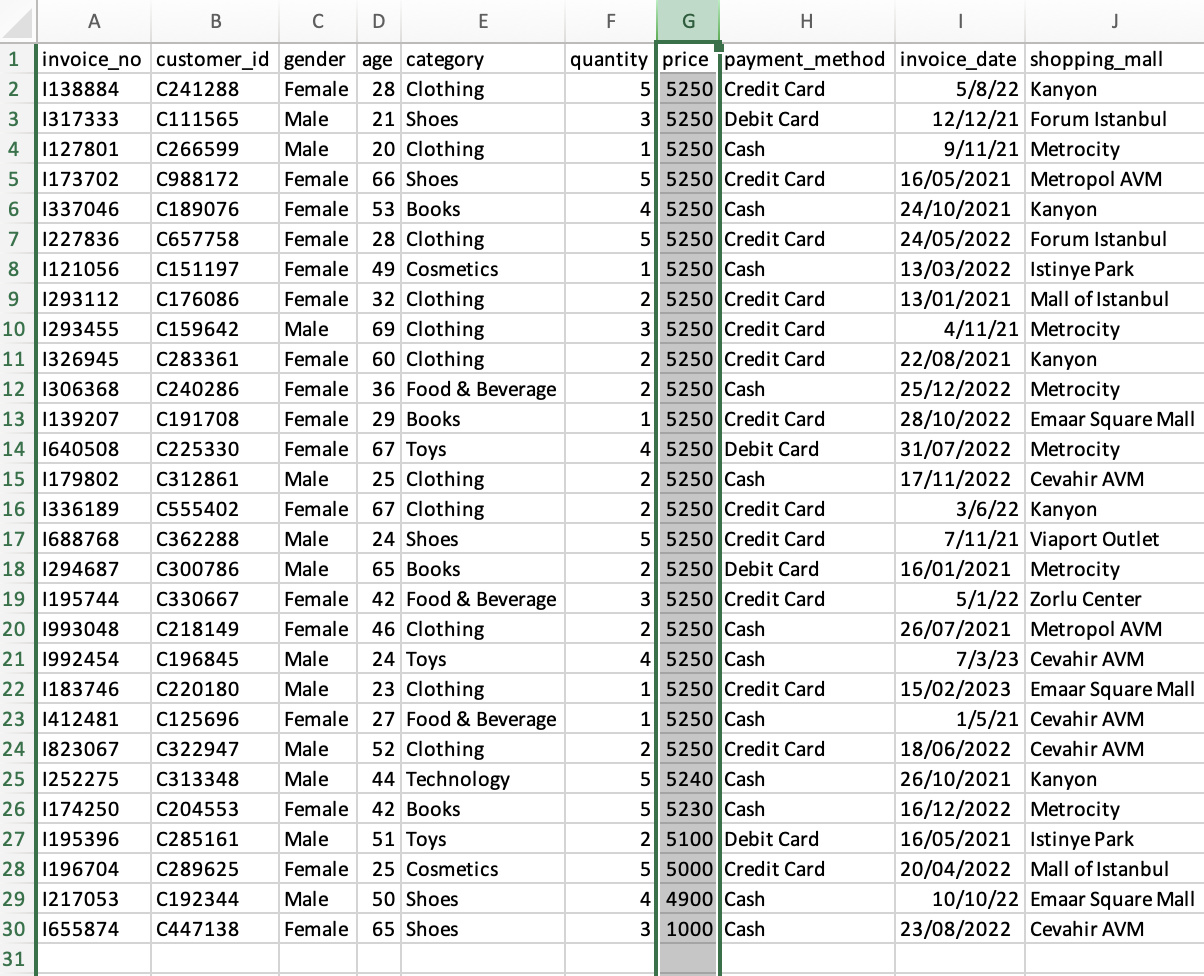 A B C D E F G H I J
1 invoice_no customer_id gender age category quantity price payment_method invoice_date shopping_mall
2 I138884 C241288 Female 28 Clothing 5 5250 Credit Card 5/8/22 Kanyon
3 I317333 C111565 Male 21 Shoes 3 5250 Debit Card 12/12/21 Forum Istanbul
4 I127801 C266599 Male 20 Clothing 1 5250 Cash 9/11/21 Metrocity
5 I173702 C988172 Female 66 Shoes 5 5250 Credit Card 16/05/2021 Metropol AVM
6 I337046 C189076 Female 53 Books 4 5250 Cash 24/10/2021 Kanyon
7 I227836 C657758 Female 28 Clothing 5 5250 Credit Card 24/05/2022 Forum Istanbul
8 I121056 C151197 Female 49 Cosmetics 1 5250 Cash 13/03/2022 Istinye Park
9 I293112 C176086 Female 32 Clothing 2 5250 Credit Card 13/01/2021 Mall of Istanbul
10 I293455 C159642 Male 69 Clothing 3 5250 Credit Card 4/11/21 Metrocity
11 I326945 C283361 Female 60 Clothing 2 5250 Credit Card 22/08/2021 Kanyon
12 I306368 C240286 Female 36 Food & Beverage 2 5250 Cash 25/12/2022 Metrocity
13 I139207 C191708 Female 29 Books 1 5250 Credit Card 28/10/2022 Emaar Square Mall
14 I640508 C225330 Female 67 Toys 4 5250 Debit Card 31/07/2022 Metrocity
15 I179802 C312861 Male 25 Clothing 2 5250 Cash 17/11/2022 Cevahir AVM
16 I336189 C555402 Female 67 Clothing 2 5250 Credit Card 3/6/22 Kanyon
17 I688768 C362288 Male 24 Shoes 5 5250 Credit Card 7/11/21 Viaport Outlet
18 I294687 C300786 Male 65 Books 2 5250 Debit Card 16/01/2021 Metrocity
19 I195744 C330667 Female 42 Food & Beverage 3 5250 Credit Card 5/1/22 Zorlu Center
20 I993048 C218149 Female 46 Clothing 2 5250 Cash 26/07/2021 Metropol AVM
21 I992454 C196845 Male 24 Toys 4 5250 Cash 7/3/23 Cevahir AVM
22 I183746 C220180 Male 23 Clothing 1 5250 Credit Card 15/02/2023 Emaar Square Mall
23 I412481 C125696 Female 27 Food & Beverage 1 5250 Cash 1/5/21 Cevahir AVM
24 I823067 C322947 Male 52 Clothing 2 5250 Credit Card 18/06/2022 Cevahir AVM
25 I252275 C313348 Male 44 Technology 5 5240 Cash 26/10/2021 Kanyon
26 I174250 C204553 Female 42 Books 5 5230 Cash 16/12/2022 Metrocity
27 I195396 C285161 Male 51 Toys 2 5100 Debit Card 16/05/2021 Istinye Park
28 I196704 C289625 Female 25 Cosmetics 5 5000 Credit Card 20/04/2022 Mall of Istanbul
29 I217053 C192344 Male 50 Shoes 4 4900 Cash 10/10/22 Emaar Square Mall
30 I655874 C447138 Female 65 Shoes 3 1000 Cash 23/08/2022 Cevahir AVM
31